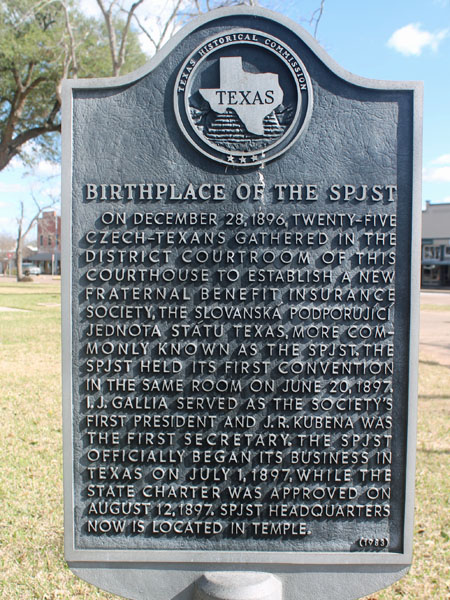 TEXAS HISTORICAL COMMISSION
TEXAS
BIRTHPLACE OF THE SPJST
ON DECEMBER 28, 1896, TWENTY-FIVE
CZECH-TEXANS GATHERED IN THE
DISTRICT COURTROOM OF THIS
COURTHOUSE TO ESTABLISH A NEW
FRATERNAL BENEFIT INSURANCE
SOCIETY, THE SLOVANSKA PODPORUJICI
JEDNOTA STATU TEXAS, MORE COM-
MONLY KNOWN AS THE SPJST. THE
SPJST HELD ITS FIRST CONVENTION
IN THE SAME ROOM ON JUNE 20, 1897.
I. J. GALLIA SERVED AS THE SOCIETY'S
FIRST PRESIDENT AND J. R. KUBENA WAS
THE FIRST SECRETARY. THE SPJST
OFFICIALLY BEGAN ITS BUSINESS IN
TEXAS ON JULY 1, 1897, WHILE THE
STATE CHARTER WAS APPROVED ON
AUGUST 12, 1897. SPJST HEADQUARTERS
NOW IS LOCATED IN TEMPLE.
(1983)